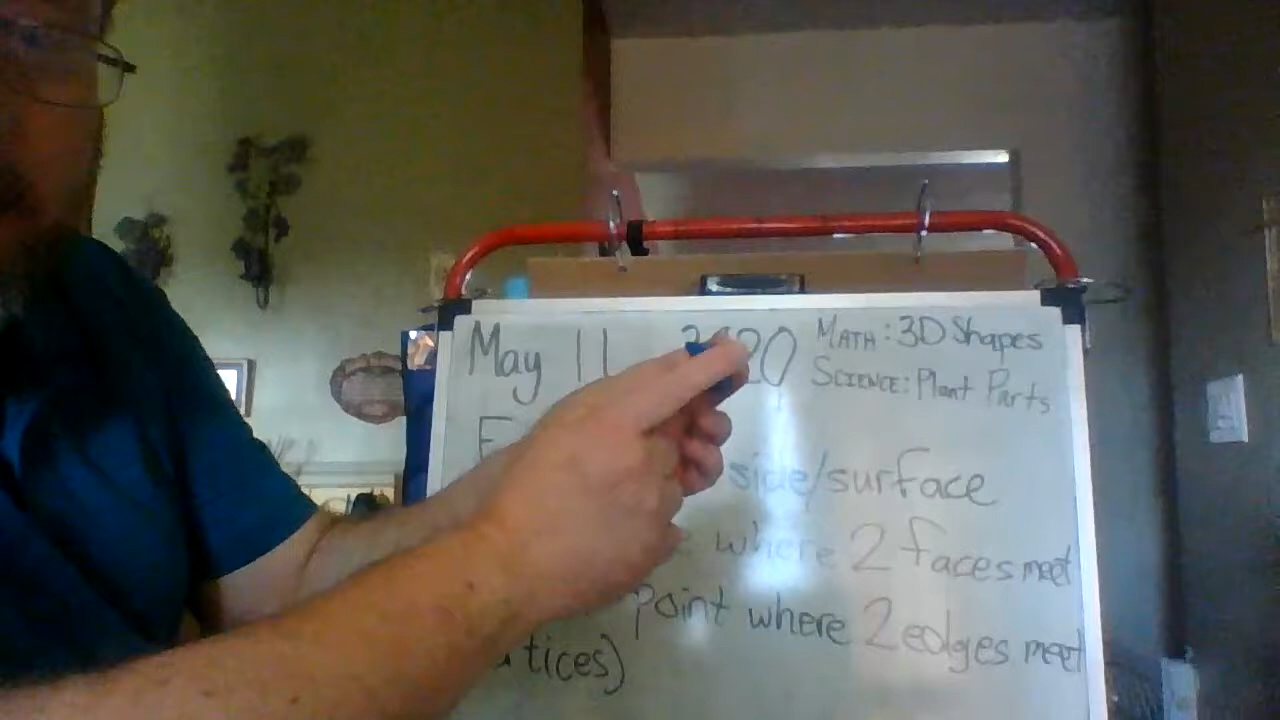 May 11 2020
MATH: 3D Shapes
SCIENCE: Plant Parts
side/surface
where 2 faces meet
point where 2 edges meet
tices)